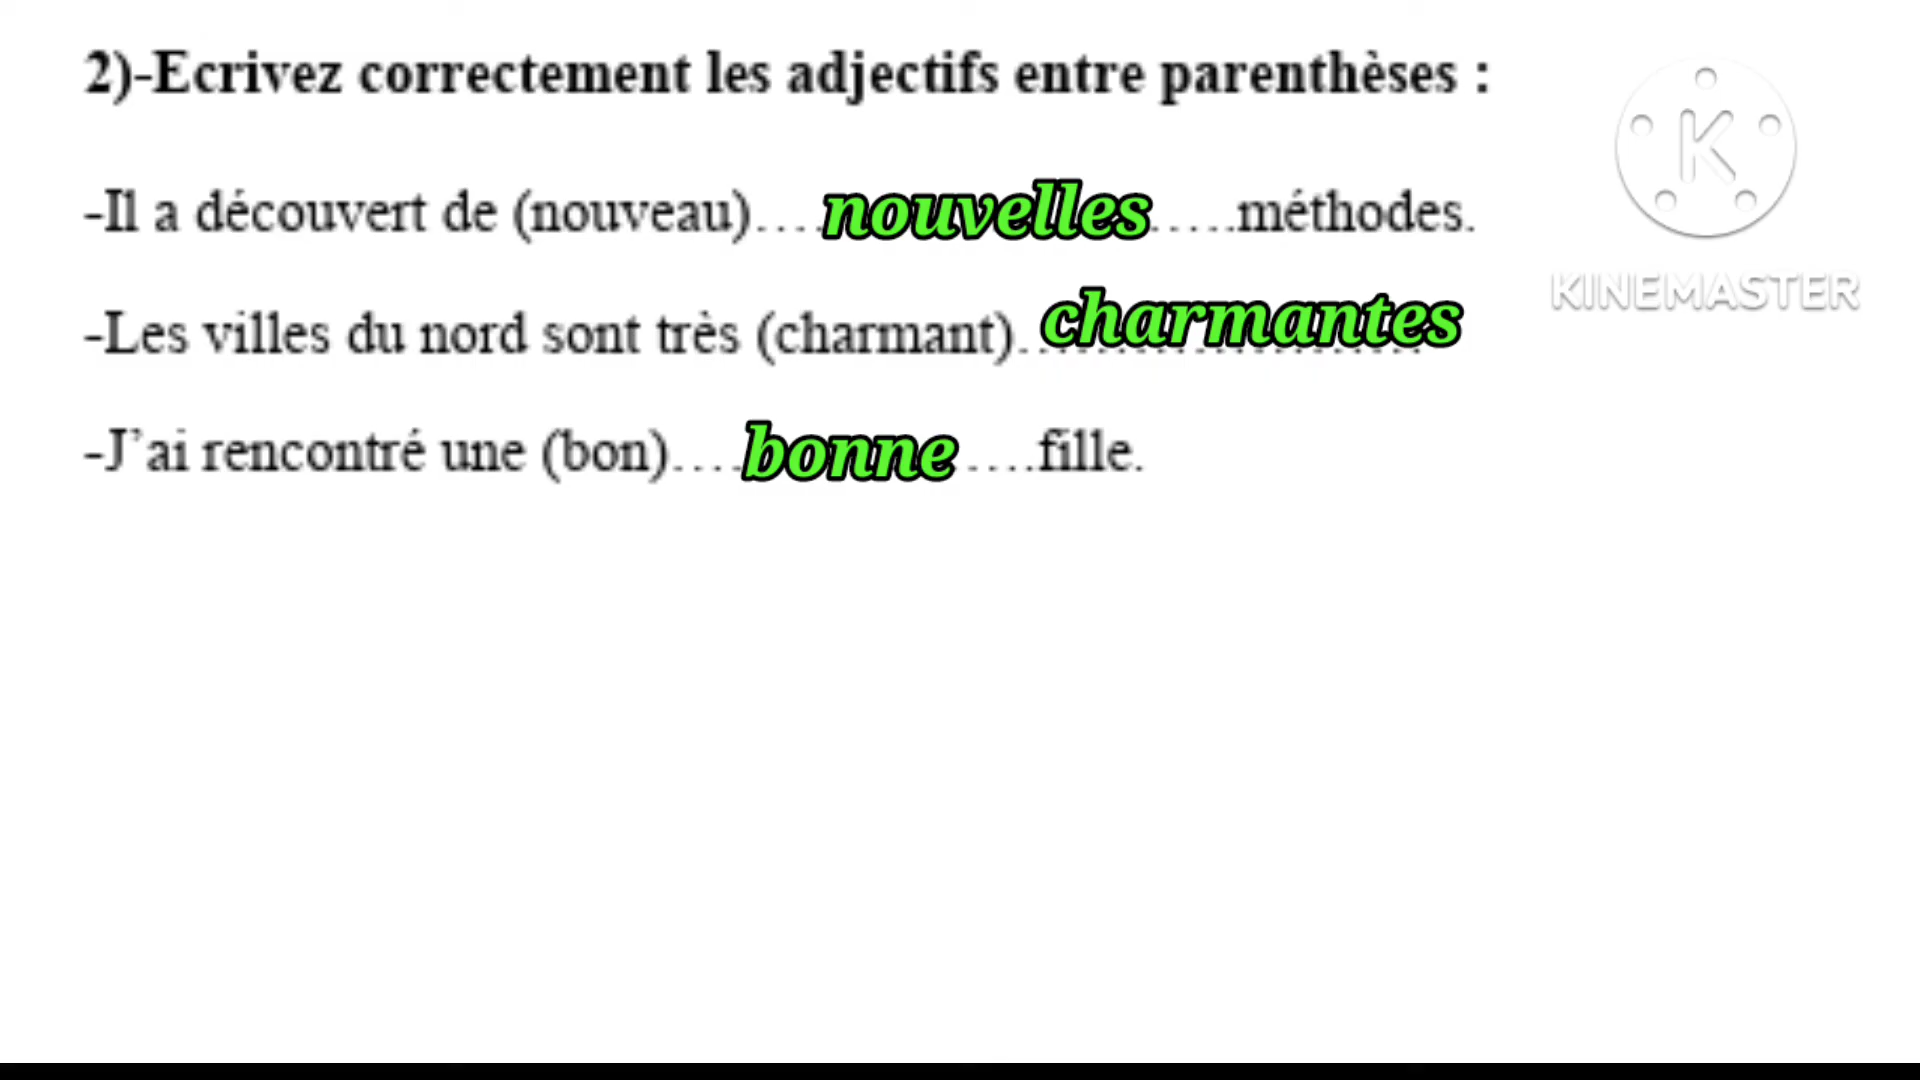 2)-Ecrivez correctement les adjectifs entre parenthèses :
-Il a découvert de (nouveau)....nouvelles.....méthodes.
-Les villes du nord sont très (charmant)..charmantes
-J’ai rencontré une (bon)....bonne....fille.
K
KINEMASTER